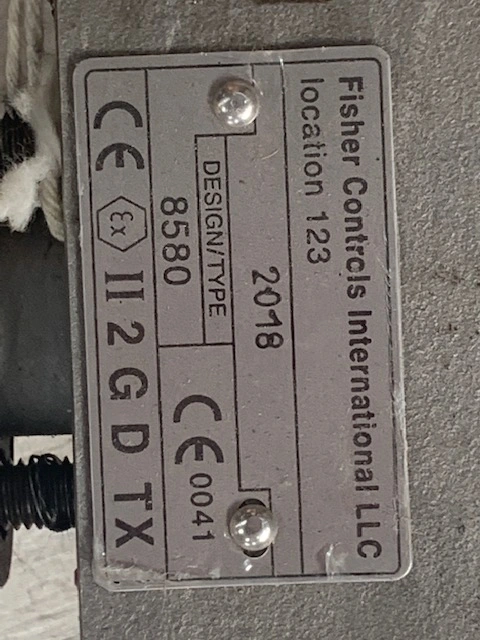 Fisher Controls International LLC
location 123
2018
DESIGN/TYPE
8580
CE 0041
CE Ex II 2 G D TX